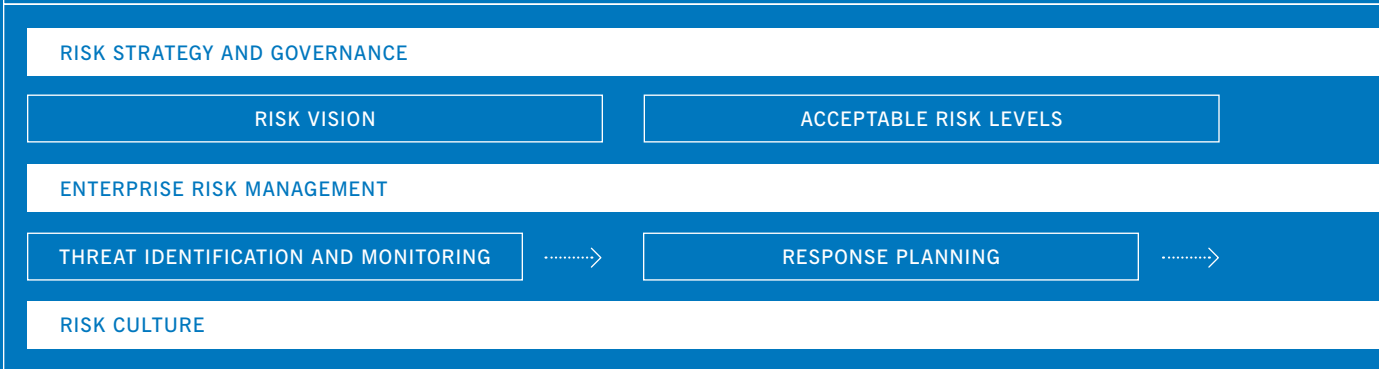 RISK STRATEGY AND GOVERNANCE
RISK VISION
ACCEPTABLE RISK LEVELS
ENTERPRISE RISK MANAGEMENT
THREAT IDENTIFICATION AND MONITORING
RESPONSE PLANNING
RISK CULTURE